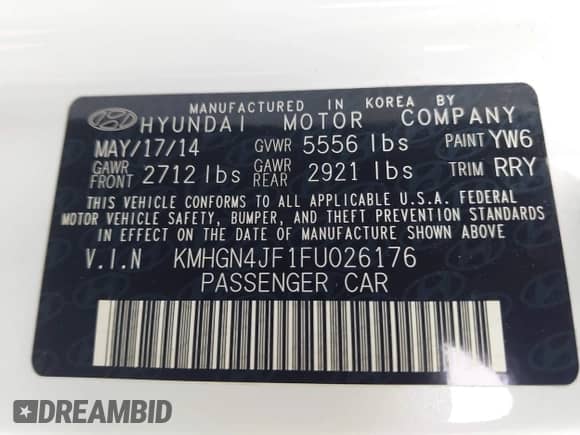 MANUFACTURED IN KOREA BY
HYUNDAI MOTOR COMPANY
MAY/17/14 GVWR 5556 lbs PAINT YW6
GAWR FRONT 2712 lbs GAWR REAR 2921 lbs TRIM RRY
THIS VEHICLE CONFORMS TO ALL APPLICABLE U.S.A. FEDERAL
MOTOR VEHICLE SAFETY, BUMPER, AND THEFT PREVENTION STANDARDS
IN EFFECT ON THE DATE OF MANUFACTURE SHOWN ABOVE
V.I.N KMHGN4JF1FU026176
PASSENGER CAR
DREAMBID